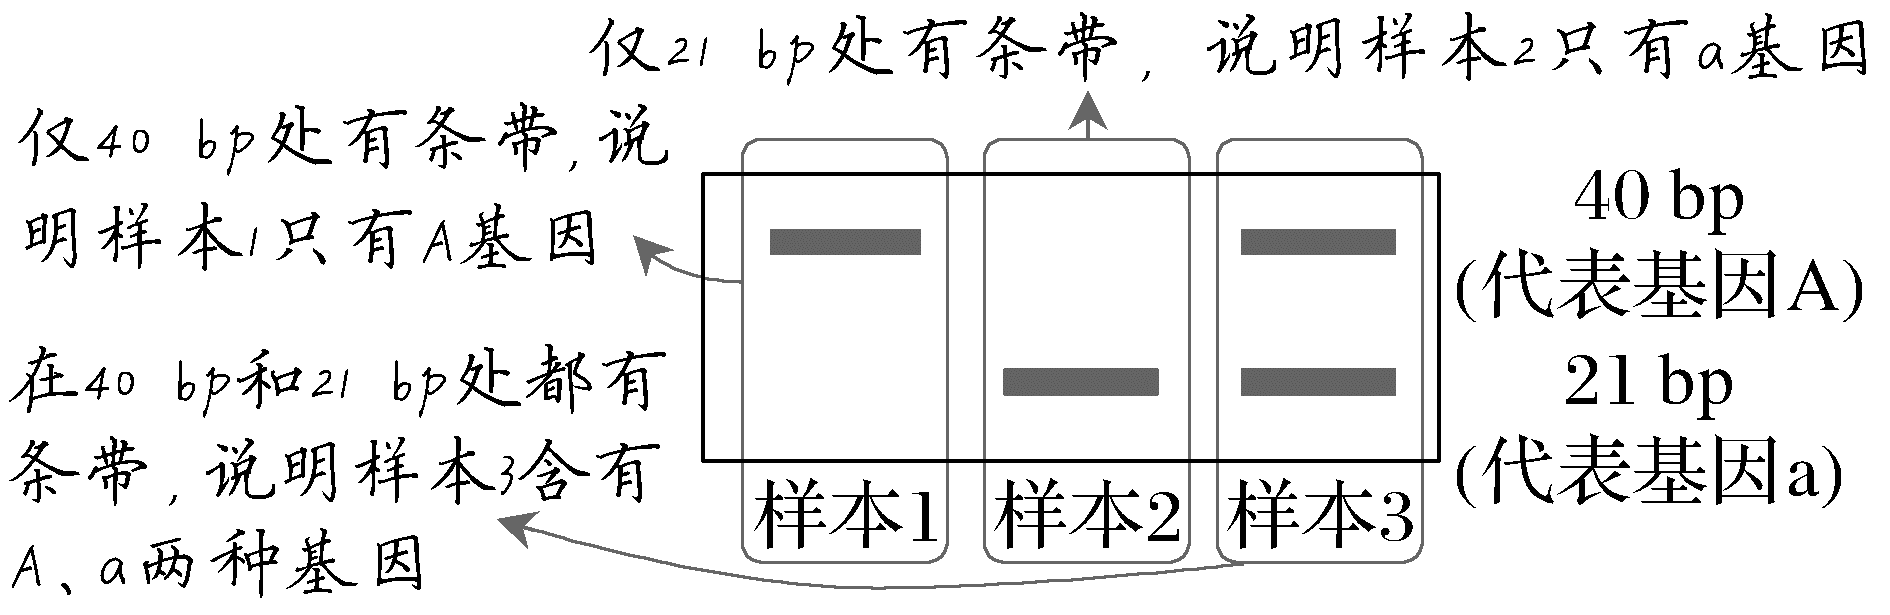 仅21 bp处有条带，说明样本2只有a基因
仅40 bp处有条带,说
明样本1只有A基因
在40 bp和21 bp处都有
条带,说明样本3含有
A、a两种基因
40 bp
(代表基因A)
21 bp
(代表基因a)
样本1 样本2 样本3